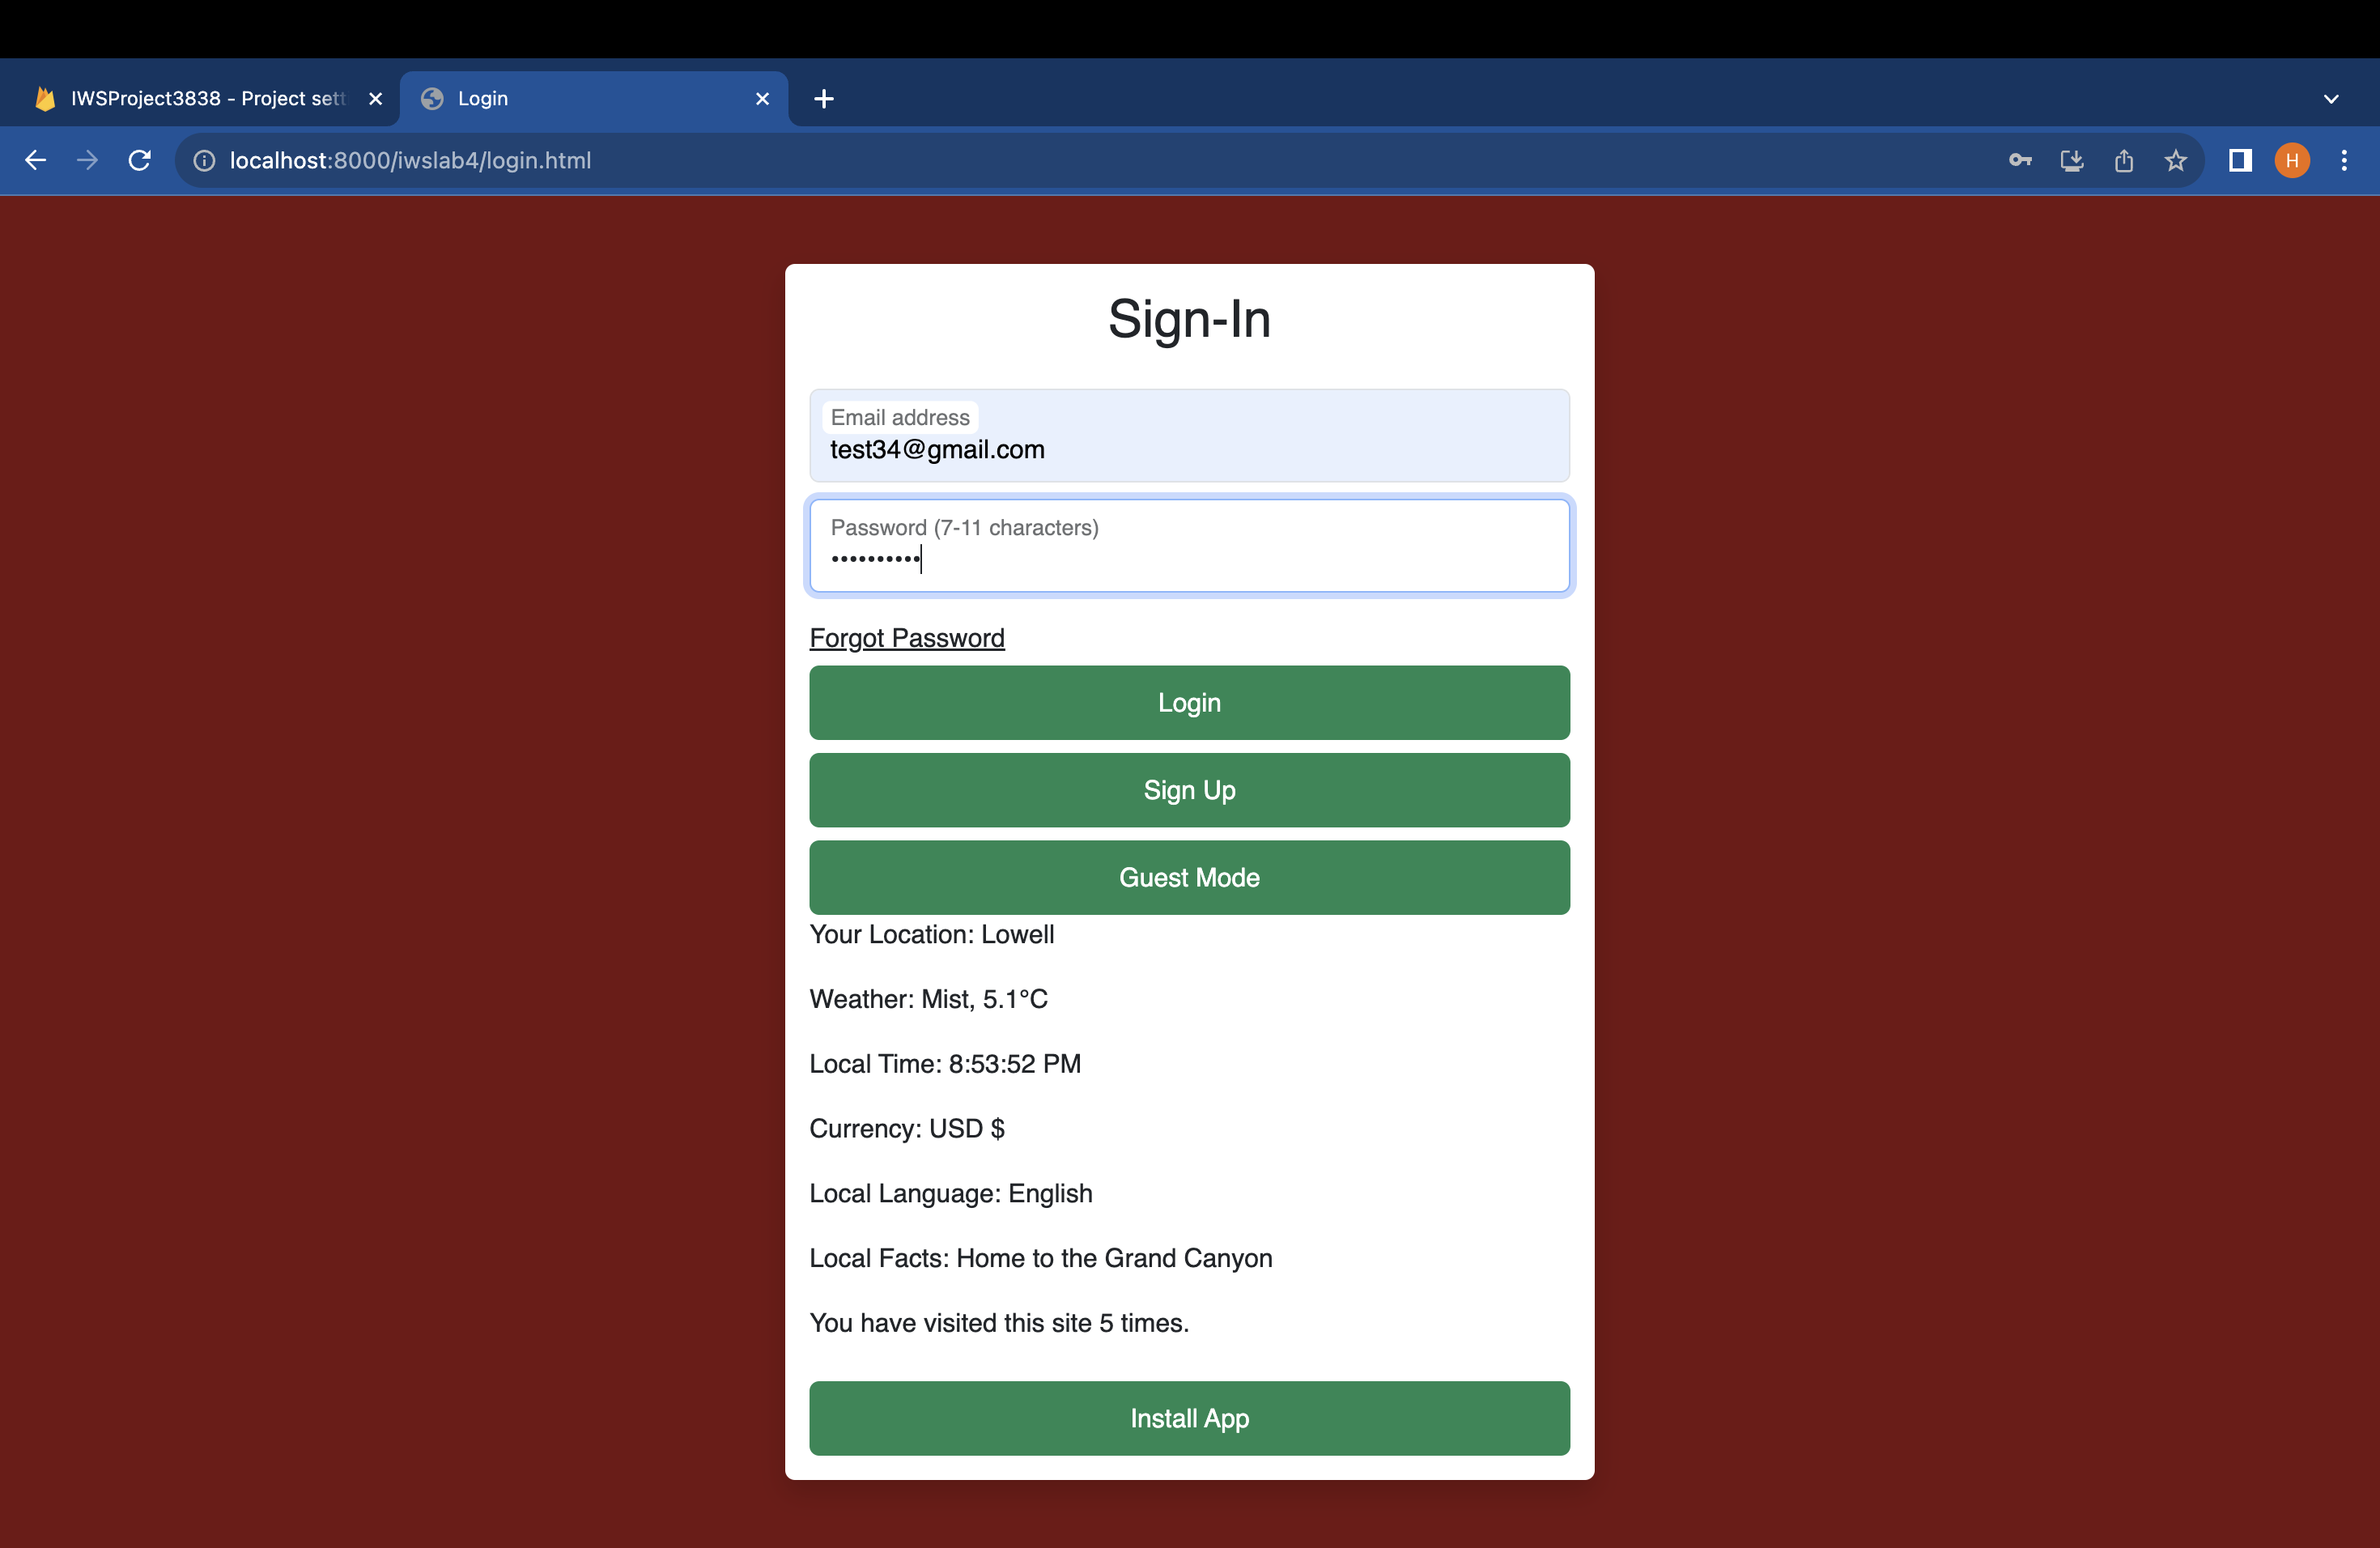 IWSProject3838 - Project sett
Login
localhost:8000/iwslab4/login.html
H
Sign-In
Email address
test34@gmail.com
Password (7-11 characters)
••••••••••
Forgot Password
Login
Sign Up
Guest Mode
Your Location: Lowell
Weather: Mist, 5.1°C
Local Time: 8:53:52 PM
Currency: USD $
Local Language: English
Local Facts: Home to the Grand Canyon
You have visited this site 5 times.
Install App